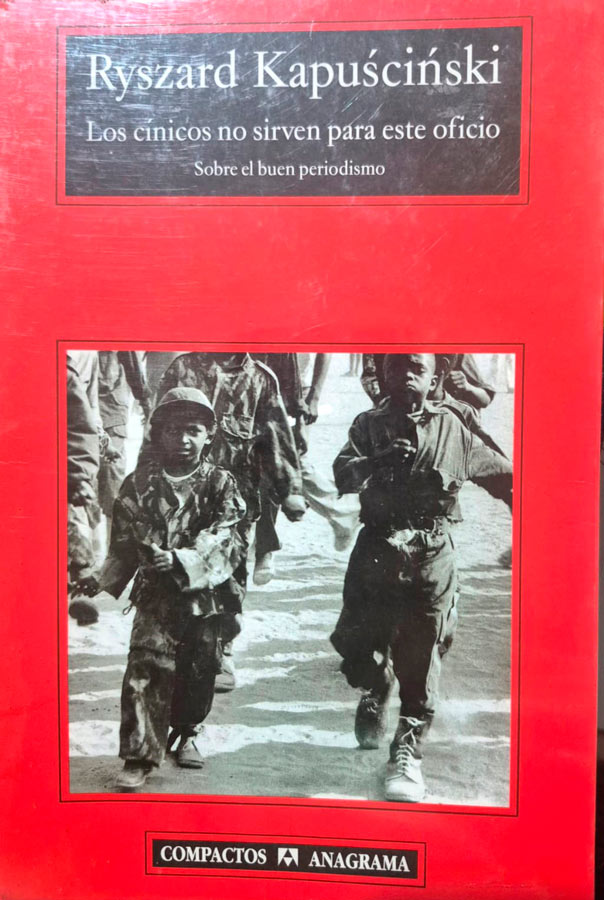 Ryszard Kapuściński
Los cínicos no sirven para este oficio
Sobre el buen periodismo
COMPACTOS ANAGRAMA